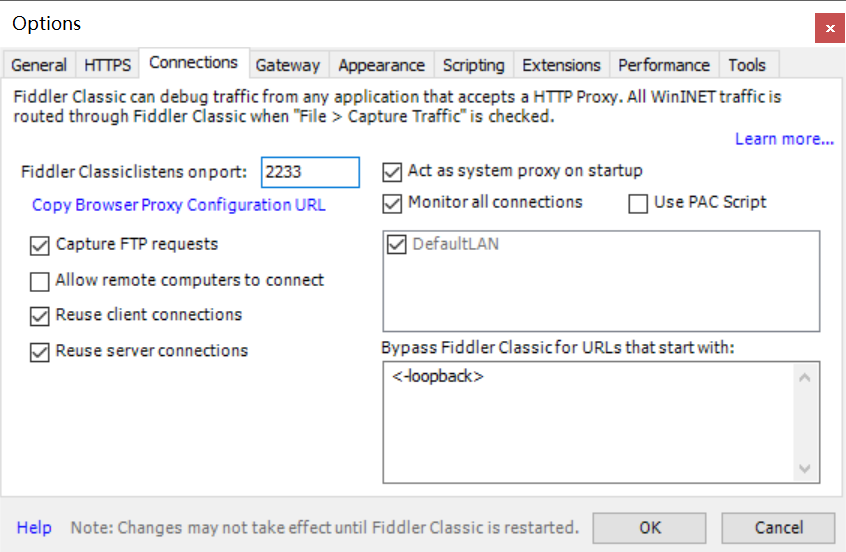 Options
x
General HTTPS Connections Gateway Appearance Scripting Extensions Performance Tools
Fiddler Classic can debug traffic from any application that accepts a HTTP Proxy. All WinINET traffic is
routed through Fiddler Classic when "File > Capture Traffic" is checked.
Learn more...
Fiddler Classiclistens onport: 2233
Copy Browser Proxy Configuration URL
Capture FTP requests
Allow remote computers to connect
Reuse client connections
Reuse server connections
Act as system proxy on startup
Monitor all connections Use PAC Script
DefaultLAN
Bypass Fiddler Classic for URLs that start with:
<-loopback>
Help Note: Changes may not take effect until Fiddler Classic is restarted. OK Cancel